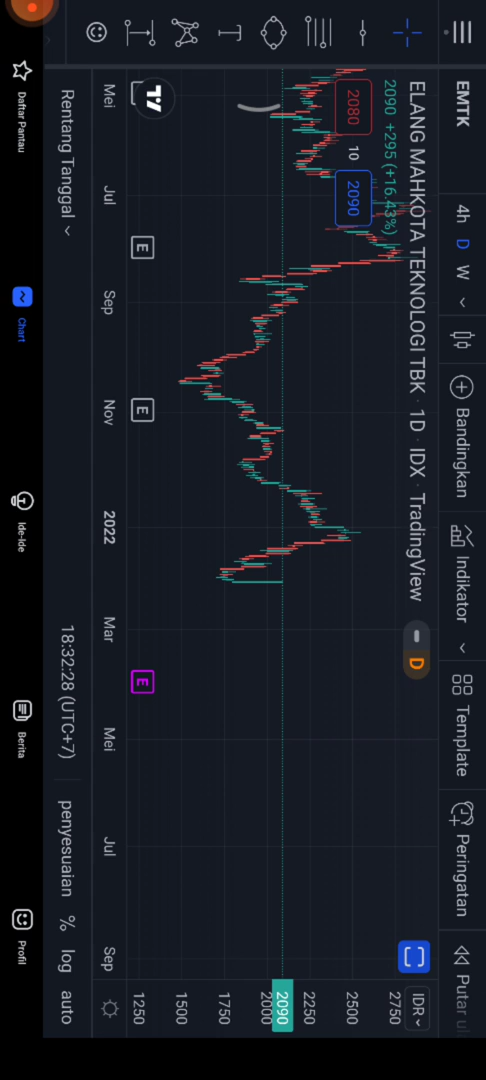 EMTK
4h
D
W
Bandingkan
Indikator
Template
Peringatan
Putar ul
ELANG MAHKOTA TEKNOLOGI TBK · 1D · IDX · TradingView
D
2090 +295 (+16.43%)
2080
10
2090
IDR
2750
2500
2250
2090
2000
1750
1500
1250
E
E
E
Mei
Jul
Sep
Nov
2022
Mar
Mei
Jul
Sep
Rentang Tanggal
18:32:28 (UTC+7)
penyesuaian
%
log
auto
Daftar Pantau
Chart
Ide-Ide
Berita
Profil